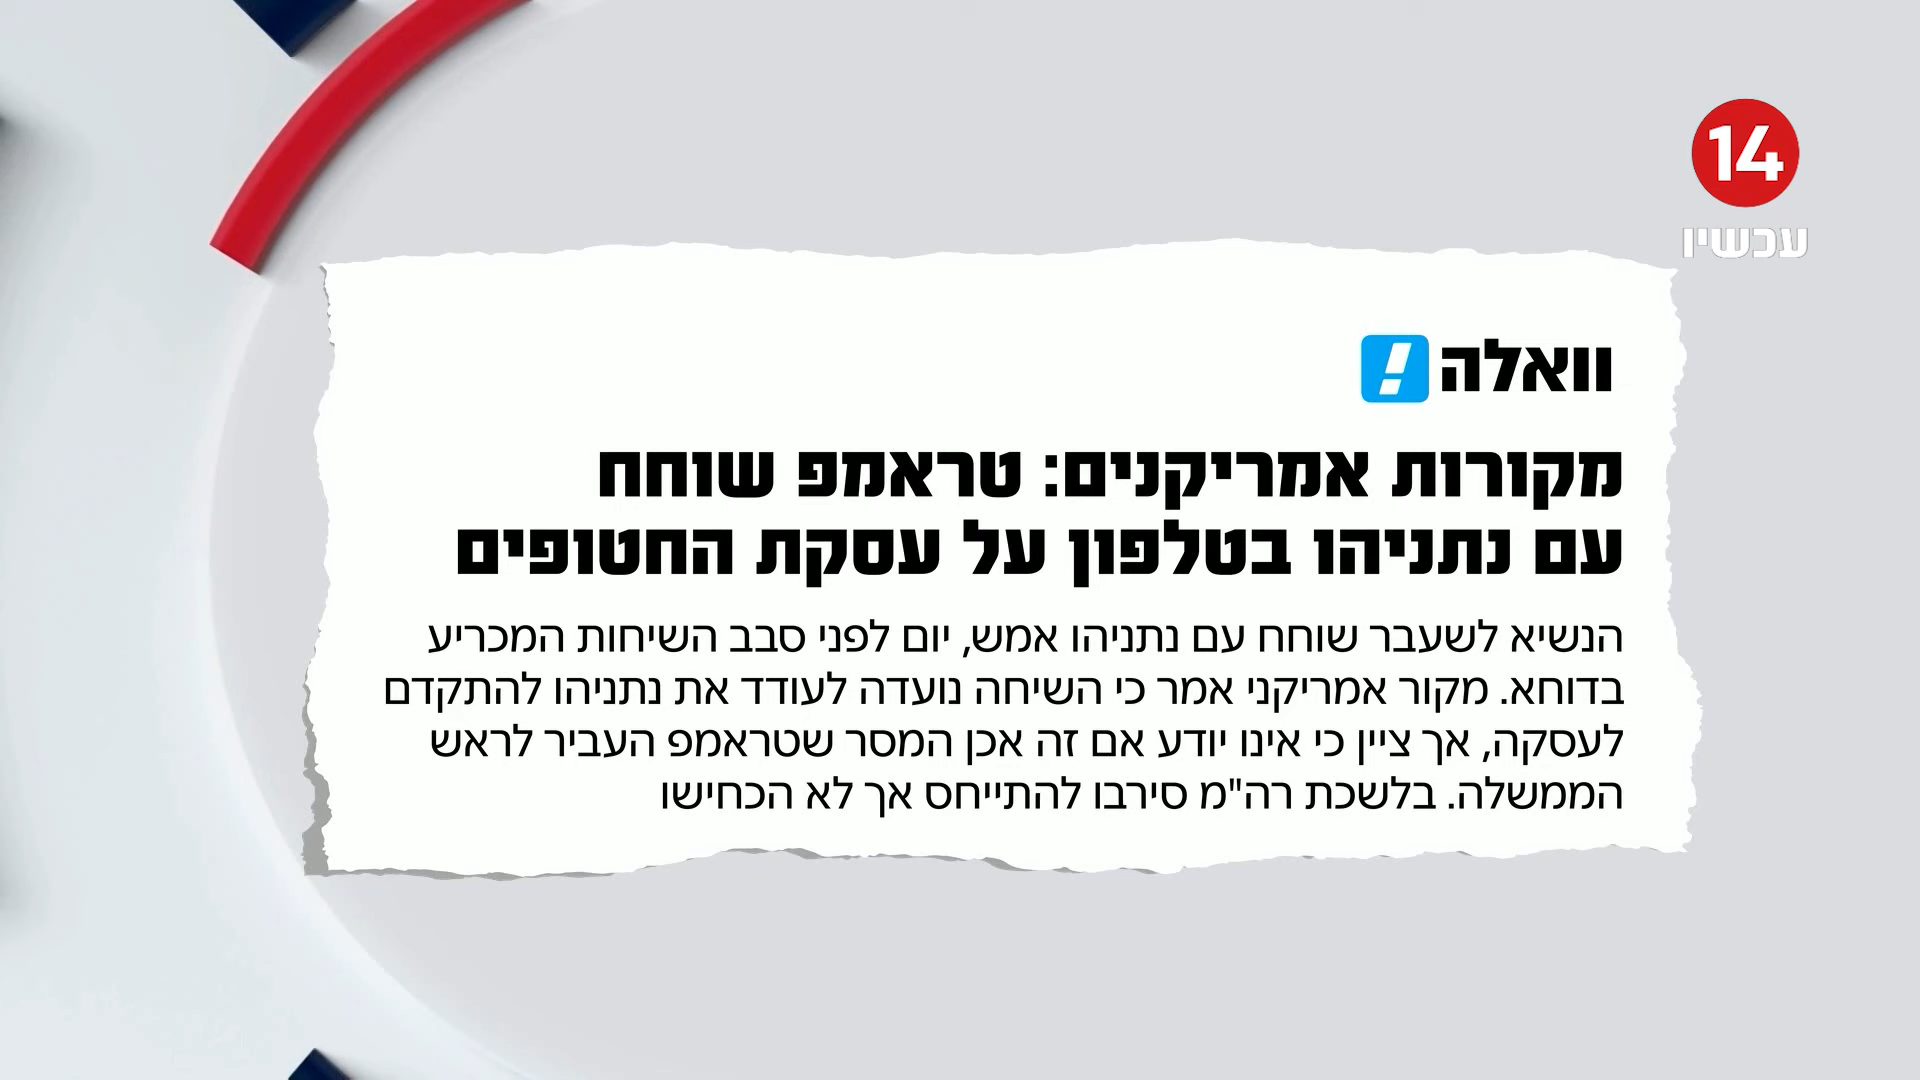 14
עכשיו
וואלה!
מקורות אמריקנים: טראמפ שוחח
עם נתניהו בטלפון על עסקת החטופים
הנשיא לשעבר שוחח עם נתניהו אמש, יום לפני סבב השיחות המכריע
בדוחא. מקור אמריקני אמר כי השיחה נועדה לעודד את נתניהו להתקדם
לעסקה, אך ציין כי אינו יודע אם זה אכן המסר שטראמפ העביר לראש
הממשלה. בלשכת רה"מ סירבו להתייחס אך לא הכחישו